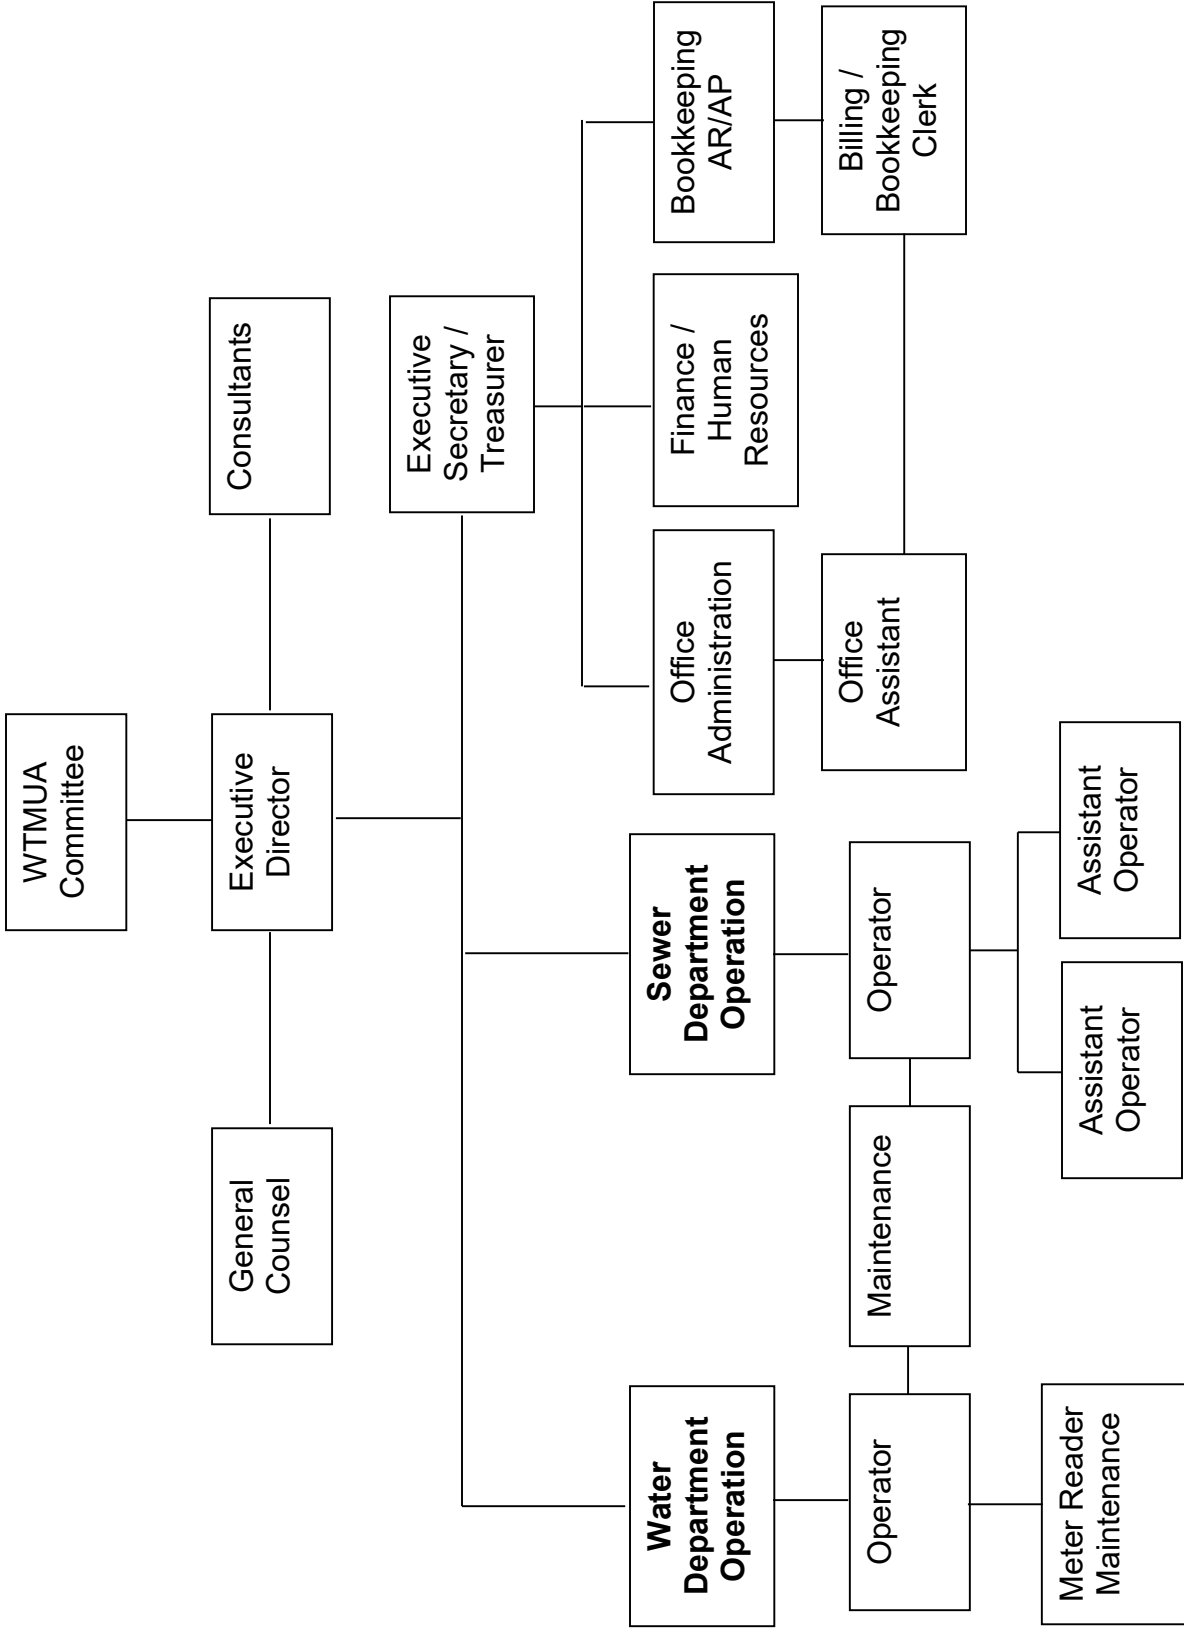 WTMUA
Committee
General
Counsel
Executive
Director
Consultants
Executive
Secretary /
Treasurer
Water
Department
Operation
Sewer
Department
Operation
Office
Administration
Finance /
Human
Resources
Bookkeeping
AR/AP
Operator
Maintenance
Operator
Office
Assistant
Billing /
Bookkeeping
Clerk
Meter Reader
Maintenance
Assistant
Operator
Assistant
Operator